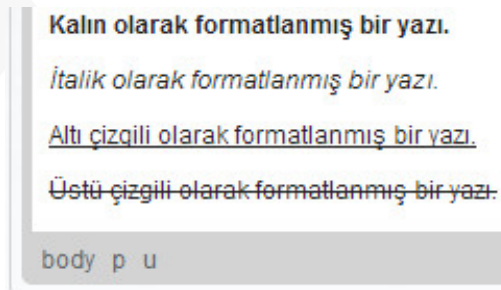 Kalın olarak formatlanmış bir yazı.
İtalik olarak formatlanmış bir yazı.
Altı çizgili olarak formatlanmış bir yazı.
Üstü çizgili olarak formatlanmış bir yazı.
body p u